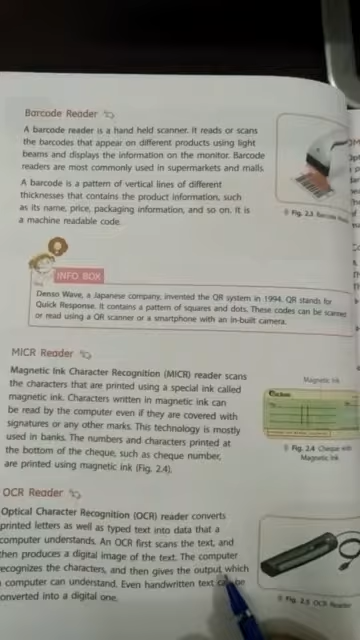 Barcode Reader
A barcode reader is a hand held scanner. It reads or scans
the barcodes that appear on different products using light
beams and displays the information on the monitor. Barcode
readers are most commonly used in supermarkets and malls.
A barcode is a pattern of vertical lines of different
thicknesses that contains the product information, such
as its name, price, packaging information, and so on. It is
a machine readable code.
Fig. 2.3 Barcode
INFO BOX
Denso Wave, a Japanese company, invented the QR system in 1994. QR stands for
Quick Response. It contains a pattern of squares and dots. These codes can be scanned
or read using a QR scanner or a smartphone with an in-built camera.
MICR Reader
Magnetic Ink Character Recognition (MICR) reader scans
the characters that are printed using a special ink called
magnetic ink. Characters written in magnetic ink can
be read by the computer even if they are covered with
signatures or any other marks. This technology is mostly
used in banks. The numbers and characters printed at
the bottom of the cheque, such as cheque number,
are printed using magnetic ink (Fig. 2.4).
Magnetic Ink
Fig. 2.4 Cheque with
Magnetic Ink
OCR Reader
Optical Character Recognition (OCR) reader converts
printed letters as well as typed text into data that a
computer understands. An OCR first scans the text, and
then produces a digital image of the text. The computer
recognizes the characters, and then gives the output which
computer can understand. Even handwritten text can be
onverted into a digital one.
Fig. 2.5 OCR Reader